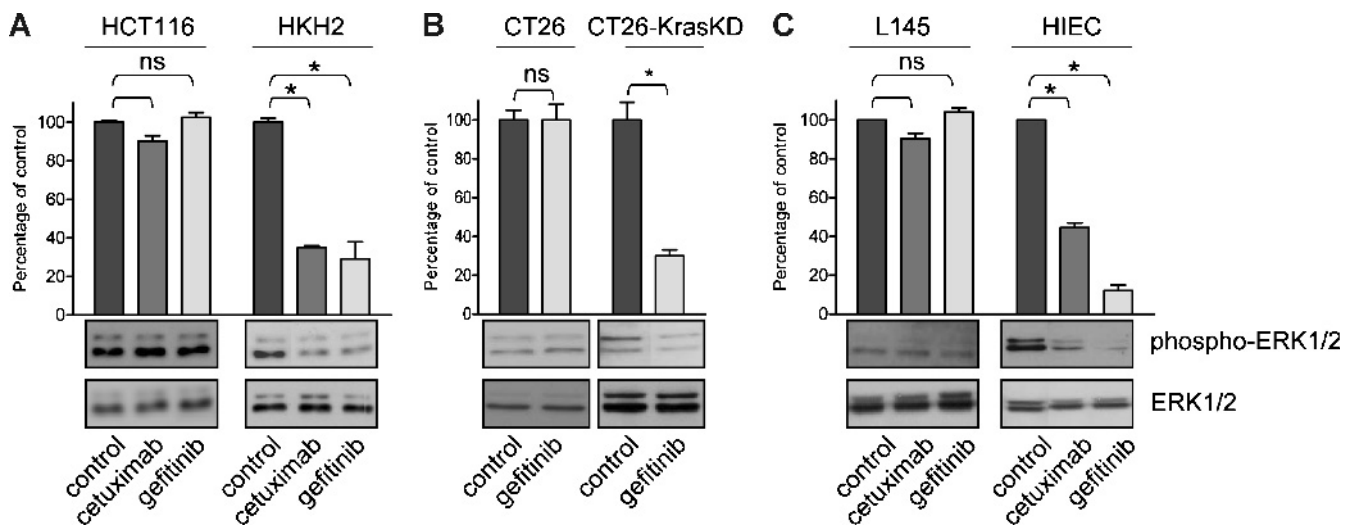 A HCT116 HKH2 B CT26 CT26-KrasKD C L145 HIEC
ns * * ns * ns * *
Percentage of control
100
80
60
40
20
0
Percentage of control
100
80
60
40
20
0
Percentage of control
100
80
60
40
20
0
phospho-ERK1/2
ERK1/2
control cetuximab gefitinib control cetuximab gefitinib control gefitinib control gefitinib control cetuximab gefitinib control cetuximab gefitinib